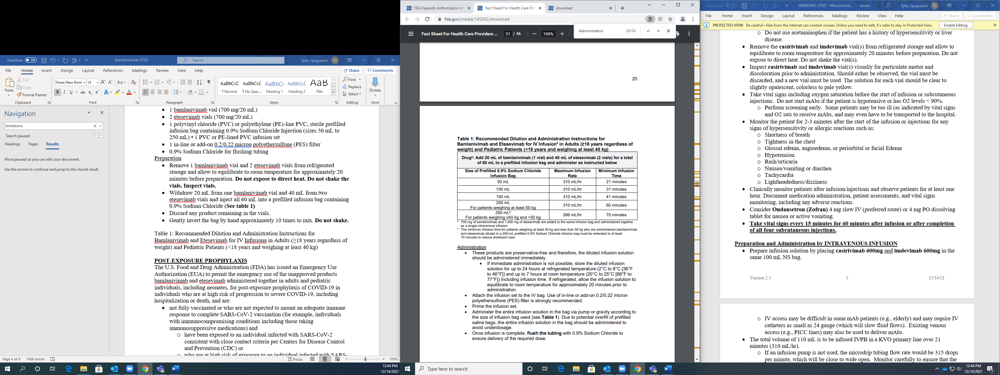 AutoSave Off Bamlanivimab JITSO Search Tyler, Jacqueline TJ
File Home Insert Design Layout References Mailings Review View Help Share Comments
Paste Cut Copy Format Painter
Times New Rom 14
AaBbCcC AaBbCcC AaBbCc AaBbCcC AaB
¶ Normal ¶ No Spac... Heading 1 Heading 2 Title
Find Replace Select Dictate
Clipboard Font Paragraph Styles Editing Voice
Navigation
limitations
Search paused
Headings Pages Results
Word paused so you can edit your document.
Use the arrows to continue and jump to the closest result.
• 1 bamlanivimab vial (700 mg/20 mL)
• 2 etesevimab vials (700 mg/20 mL)
• 1 polyvinyl chloride (PVC) or polyethylene (PE)-line PVC, sterile prefilled
infusion bag containing 0.9% Sodium Chloride Injection (sizes 50 mL to
250 mL) • 1 PVC or PE-lined PVC infusion set
• 1 in-line or add-on 0.2/0.22 micron polyethersulfone (PES) filter
• 0.9% Sodium Chloride for flushing tubing
Preparation
• Remove 1 bamlanivimab vial and 2 etesevimab vials from refrigerated
storage and allow to equilibrate to room temperature for approximately 20
minutes before preparation. Do not expose to direct heat. Do not shake the
vials. Inspect vials.
• Withdraw 20 mL from one bamlanivimab vial and 40 mL from two
etesevimab vials and inject all 60 mL into a prefilled infusion bag containing
0.9% Sodium Chloride (See table 1)
• Discard any product remaining in the vials.
• Gently invert the bag by hand approximately 10 times to mix. Do not shake.
Table 1: Recommended Dilution and Administration Instructions for
Bamlanivimab and Etesevimab for IV Infusiona in Adults (≥18 years regardless of
weight) and Pediatric Patients (<18 years and weighing at least 40 kg)
POST-EXPOSURE PROPHYLAXIS
The U.S. Food and Drug Administration (FDA) has issued an Emergency Use
Authorization (EUA) to permit the emergency use of the unapproved products
bamlanivimab and etesevimab administered together in adults and pediatric
individuals, including neonates, for post-exposure prophylaxis of COVID-19 in
individuals who are at high risk of progression to severe COVID-19, including
hospitalization or death, and are:
• not fully vaccinated or who are not expected to mount an adequate immune
response to complete SARS-CoV-2 vaccination (for example, individuals
with immunocompromising conditions including those taking
immunosuppressive medications) and
o have been exposed to an individual infected with SARS-CoV-2
consistent with close contact criteria per Centers for Disease Control
and Prevention (CDC) or
o who are at high risk of exposure to an individual infected with SARS-
Page 4 of 6 1406 words Focus 100%
12:44 PM
12/14/2021
FDA Expands Authorization of Fact Sheet For Health Care Pro download
fda.gov/media/145802/download
Administration 26/54
Fact Sheet For Health Care Providers ... 21 / 46 100%
20
Table 1: Recommended Dilution and Administration Instructions for
Bamlanivimab and Etesevimab for IV Infusionᵃ in Adults (≥18 years regardless of
weight) and Pediatric Patients (<18 years and weighing at least 40 kg)
Drugᵃ: Add 20 mL of bamlanivimab (1 vial) and 40 mL of etesevimab (2 vials) for a total
of 60 mL to a prefilled infusion bag and administer as instructed below
Size of Prefilled 0.9% Sodium Chloride Infusion Bag Maximum Infusion Rate Minimum Infusion Time
50 mL 310 mL/hr 21 minutes
100 mL 310 mL/hr 31 minutes
150 mL 310 mL/hr 41 minutes
250 mL For patients weighing at least 50 kg 310 mL/hr 60 minutes
250 mLᵇ For patients weighing ≥40 kg and <50 kg 266 mL/hr 70 minutes
ᵃ 700 mg of bamlanivimab and 1,400 mg of etesevimab are added to the same infusion bag and administered together
as a single intravenous infusion.
ᵇ The minimum infusion time for patients weighing at least 40 kg and less than 50 kg who are administered bamlanivimab
and etesevimab diluted in a 250-mL prefilled 0.9% Sodium Chloride infusion bag must be extended to at least
70 minutes to reduce endotoxin load.
Administration
• These products are preservative-free and therefore, the diluted infusion solution
should be administered immediately.
• If immediate administration is not possible, store the diluted infusion
solution for up to 24 hours at refrigerated temperature (2°C to 8°C [36°F
to 46°F]) and up to 7 hours at room temperature (20°C to 25°C [68°F to
77°F]) including infusion time. If refrigerated, allow the infusion solution to
equilibrate to room temperature for approximately 20 minutes prior to
administration.
• Attach the infusion set to the IV bag. Use of in-line or add-on 0.2/0.22 micron
polyethersulfone (PES) filter is strongly recommended.
• Prime the infusion set.
• Administer the entire infusion solution in the bag via pump or gravity according to
the size of infusion bag used (see Table 1). Due to potential overfill of prefilled
saline bags, the entire infusion solution in the bag should be administered to
avoid underdosage.
• Once infusion is complete, flush the tubing with 0.9% Sodium Chloride to
ensure delivery of the required dose.
Type here to search
AutoSave Off GMVEMSC JITSO - Monoclonal... - Saved Tyler, Jacqueline TJ
File Home Insert Design Layout References Mailings Review View Help Share Comments
PROTECTED VIEW Be careful—files from the Internet can contain viruses. Unless you need to edit, it's safer to stay in Protected View. Enable Editing
o Do not use acetaminophen if the patient has a history of hypersensitivity or liver
disease.
• Remove the casirivimab and imdevimab vial(s) from refrigerated storage and allow to
equilibrate to room temperature for approximately 20 minutes before preparation. Do not
expose to direct heat. Do not shake the vial(s).
• Inspect casirivimab and imdevimab vial(s) visually for particulate matter and
discoloration prior to administration. Should either be observed, the vial must be
discarded, and a new vial must be used. The solution for each vial should be clear to
slightly opalescent, colorless to pale yellow.
• Take vital signs including oxygen saturation before the start of infusion or subcutaneous
injections. Do not start mAbs if the patient is hypotensive or has O2 levels < 90%.
o Perform screening early. Some patients may be too ill (as indicated by vital signs
and O2 sats to receive mAbs, and may even have to be transported to the hospital.
• Monitor the patient for 2-3 minutes after the start of the infusion or injections for any
signs of hypersensitivity or allergic reactions such as:
o Shortness of breath
o Tightness in the chest
o Glossal edema, angioedema, or periorbital or facial Edema
o Hypotension
o Rash/urticaria
o Nausea/vomiting or diarrhea
o Tachycardia
o Lightheadedness/dizziness
• Clinically monitor patients after infusion/injections and observe patients for at least one
hour. Document medication administration, patient assessments, and vital signs
monitoring, including any adverse reactions.
• Consider Ondansetron (Zofran) 4 mg slow IV (preferred route) or 4 mg PO dissolving
tablet for nausea or active vomiting.
• Take vital signs every 15 minutes for 60 minutes after infusion or after completion
of all four subcutaneous injections.
Preparation and Administration by INTRAVENOUS INFUSION
• Prepare infusion solution by placing casirivimab 600mg and imdevimab 600mg in the
same 100 mL NS bag.
Version 2.3 3 12/14/21
o IV access may be difficult in some mAb patients (e.g., elderly) and may require IV
catheters as small as 24 gauge (which will slow fluid flows). Existing venous
access (e.g., PICC lines) may also be used to deliver mAbs.
• The total volume of 110 mL is to be infused IVPB in a KVO primary line over 21
minutes (310 mL/hr).
o If an infusion pump is not used, the microdrip tubing flow rate would be 315 drops
per minute, which will be close to wide open. Monitor carefully to ensure that the
12:44 PM
12/14/2021